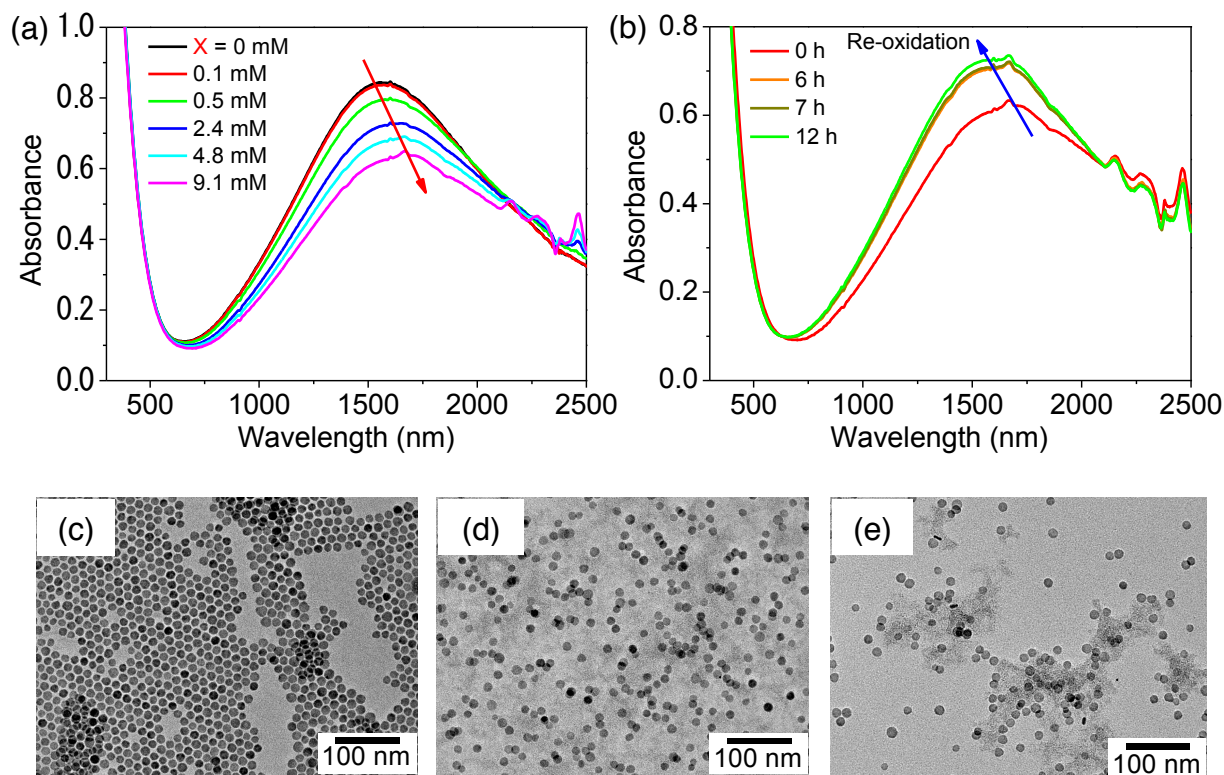 (a)
X = 0 mM
0.1 mM
0.5 mM
2.4 mM
4.8 mM
9.1 mM
Absorbance
1.0
0.8
0.6
0.4
0.2
0.0
500 1000 1500 2000 2500
Wavelength (nm)
(b)
Re-oxidation
0 h
6 h
7 h
12 h
Absorbance
0.8
0.6
0.4
0.2
0.0
500 1000 1500 2000 2500
Wavelength (nm)
(c)
100 nm
(d)
100 nm
(e)
100 nm